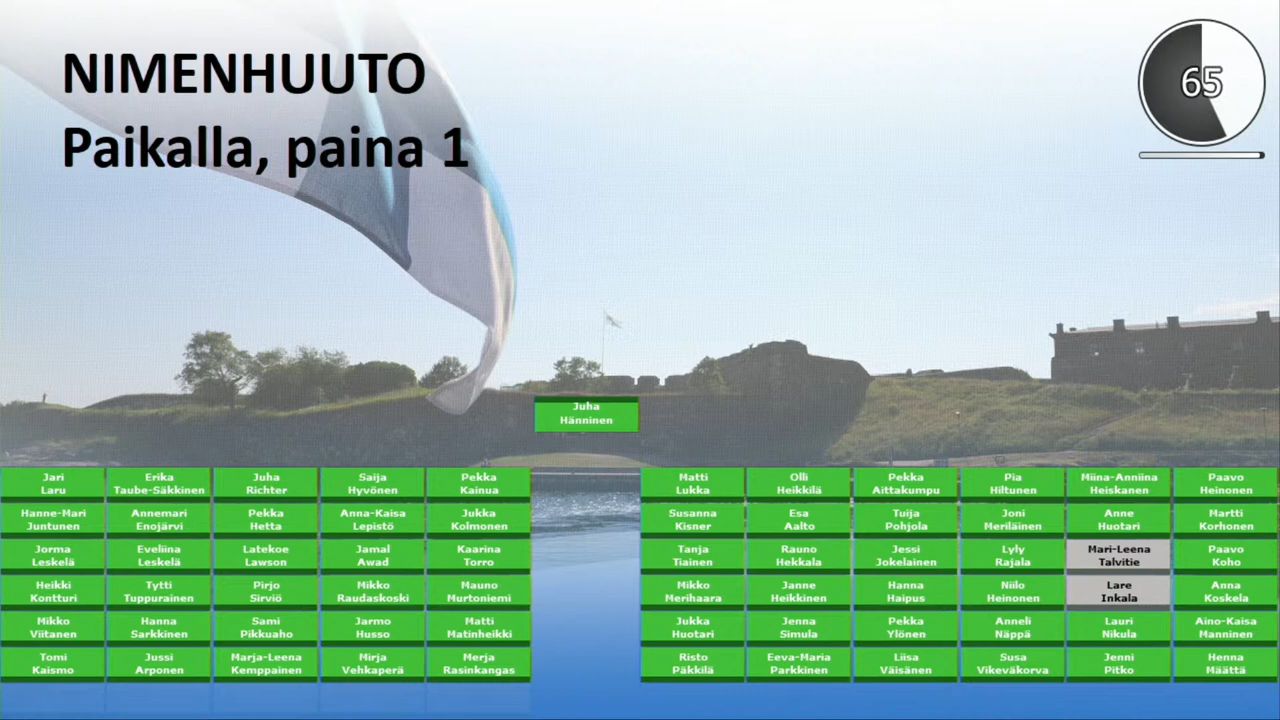 NIMENHUUTO
Paikalla, paina 1
65
Juha
Hänninen
Jari Erika Juha Saija Pekka
Laru Taube-Säkkinen Richter Hyvönen Kainua
Hanne-Mari Annemari Pekka Anna-Kaisa Jukka
Juntunen Enojärvi Hetta Lepistö Kolmonen
Jorma Eveliina Latekoe Jamal Kaarina
Leskelä Leskelä Lawson Awad Torro
Heikki Tytti Pirjo Mikko Mauno
Kontturi Tuppurainen Sirviö Raudaskoski Murtoniemi
Mikko Hanna Sami Jarmo Matti
Viitanen Sarkkinen Pikkuaho Husso Matinheikki
Tomi Jussi Marja-Leena Mirja Merja
Kaismo Arponen Kemppainen Vehkaperä Rasinkangas
Matti Olli Pekka Pia Miina-Anniina Paavo
Lukka Heikkilä Aittakumpu Hiltunen Heiskanen Heinonen
Susanna Esa Tuija Joni Anne Martti
Kisner Aalto Pohjola Meriläinen Huotari Korhonen
Tanja Rauno Jessi Lyly Mari-Leena Paavo
Tiainen Hekkala Jokelainen Rajala Talvitie Koho
Mikko Janne Hanna Niilo Lare Anna
Merihaara Heikkinen Haipus Heinonen Inkala Koskela
Jukka Jenna Pekka Anneli Lauri Aino-Kaisa
Huotari Simula Ylönen Näppä Nikula Manninen
Risto Eeva-Maria Liisa Susa Jenni Henna
Päkkilä Parkkinen Väisänen Vikeväkorva Pitko Määttä